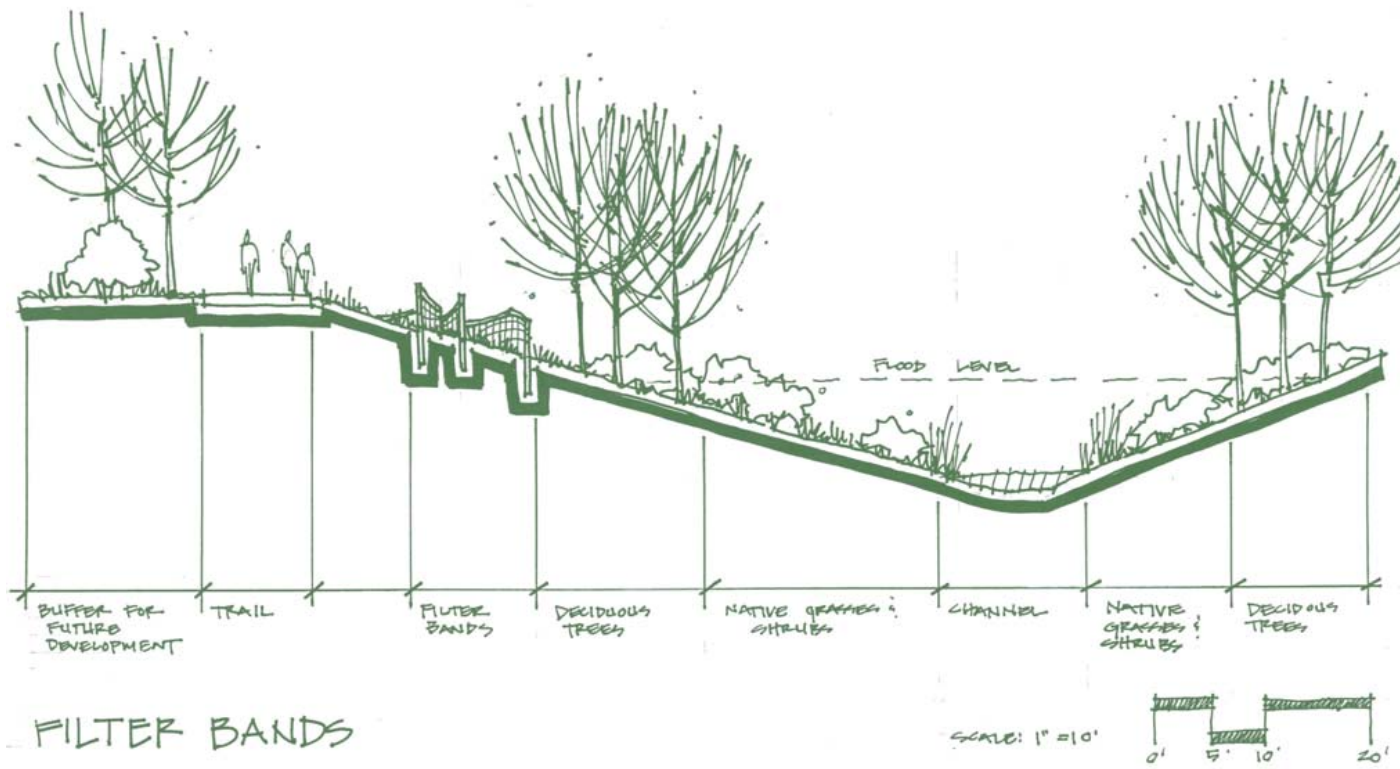 FLOOD LEVEL
BUFFER FOR
FUTURE
DEVELOPMENT
TRAIL
FILTER
BANDS
DECIDUOUS
TREES
NATIVE GRASSES &
SHRUBS
CHANNEL
NATIVE
GRASSES &
SHRUBS
DECIDOUS
TREES
FILTER BANDS
SCALE: 1" = 10'
0' 5' 10' 20'